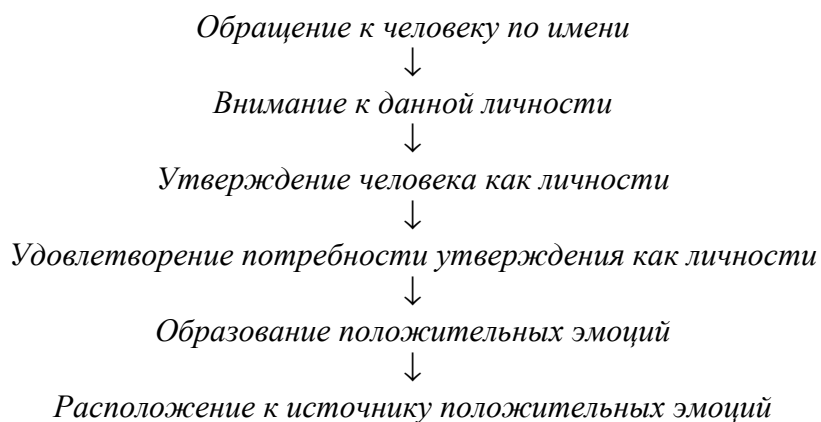 Обращение к человеку по имени
↓
Внимание к данной личности
↓
Утверждение человека как личности
↓
Удовлетворение потребности утверждения как личности
↓
Образование положительных эмоций
↓
Расположение к источнику положительных эмоций